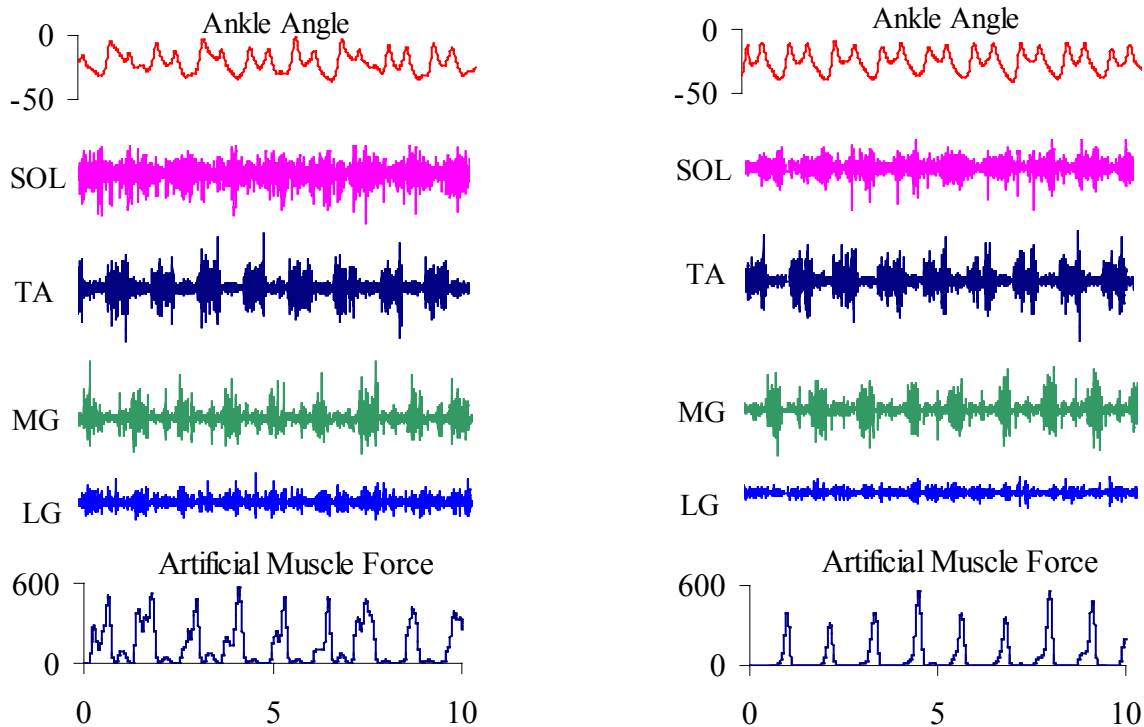 Ankle Angle
0
-50
SOL
TA
MG
LG
Artificial Muscle Force
600
0
0 5 10
Ankle Angle
0
-50
SOL
TA
MG
LG
Artificial Muscle Force
600
0
0 5 10